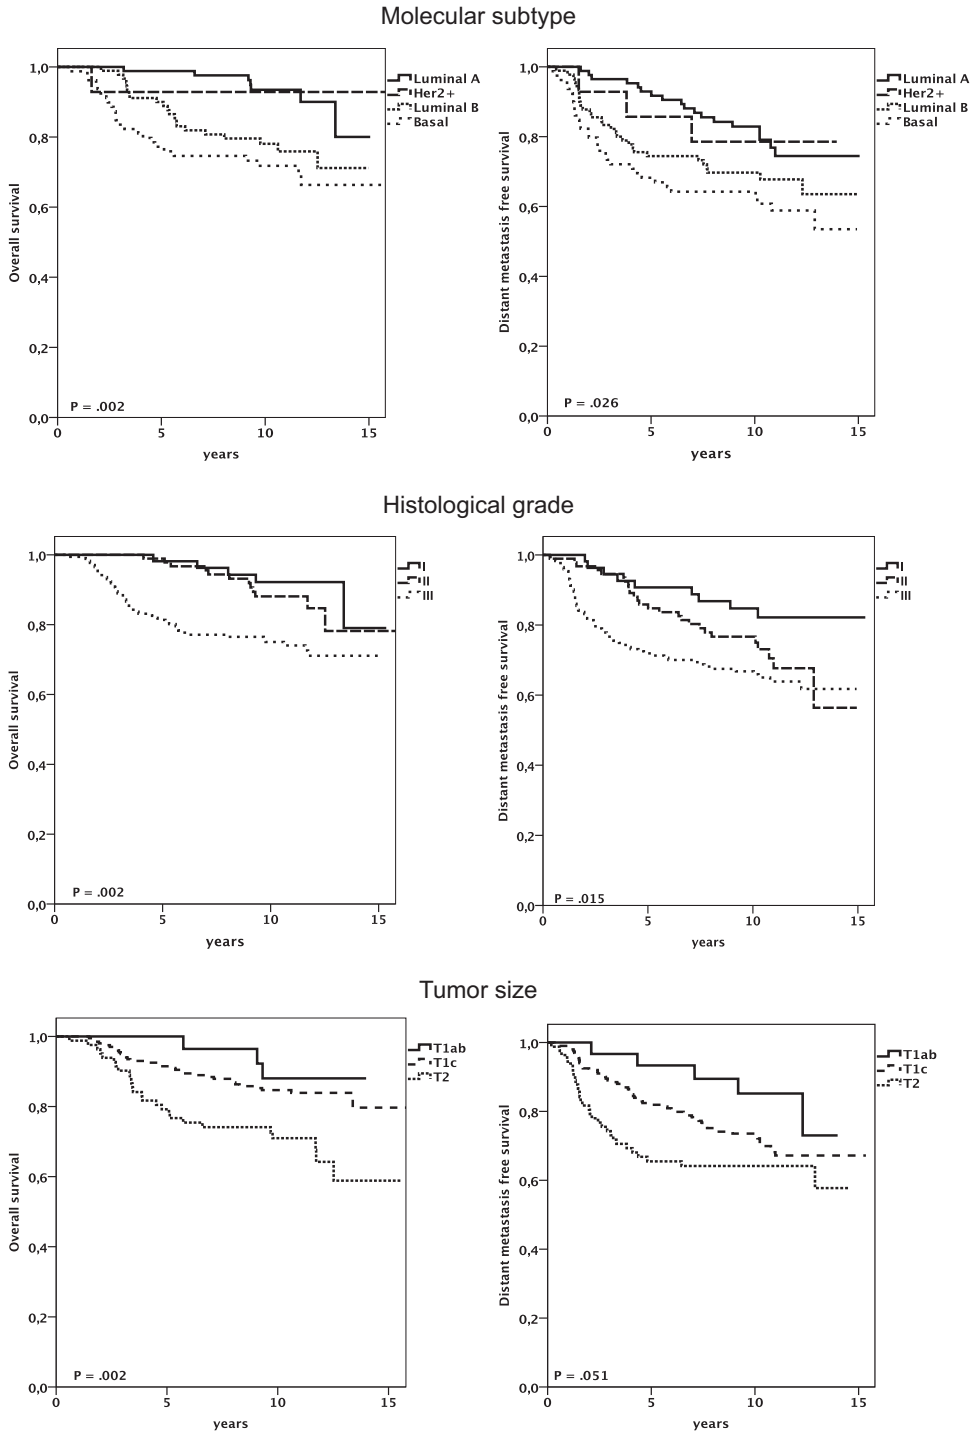 Molecular subtype
Overall survival
1,0
0,8
0,6
0,4
0,2
0,0
P = .002
0 5 10 15
years
Luminal A
Her2+
Luminal B
Basal
Distant metastasis free survival
1,0
0,8
0,6
0,4
0,2
0,0
P = .026
0 5 10 15
years
Luminal A
Her2+
Luminal B
Basal
Histological grade
Overall survival
1,0
0,8
0,6
0,4
0,2
0,0
P = .002
0 5 10 15
years
I
II
III
Distant metastasis free survival
1,0
0,8
0,6
0,4
0,2
0,0
P = .015
0 5 10 15
years
I
II
III
Tumor size
Overall survival
1,0
0,8
0,6
0,4
0,2
0,0
P = .002
0 5 10 15
years
T1ab
T1c
T2
Distant metastasis free survival
1,0
0,8
0,6
0,4
0,2
0,0
P = .051
0 5 10 15
years
T1ab
T1c
T2